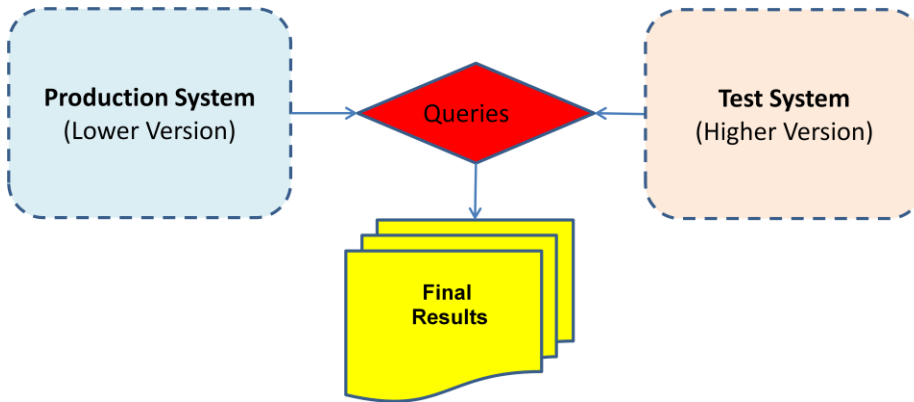 Production System
(Lower Version)
Queries
Test System
(Higher Version)
Final
Results